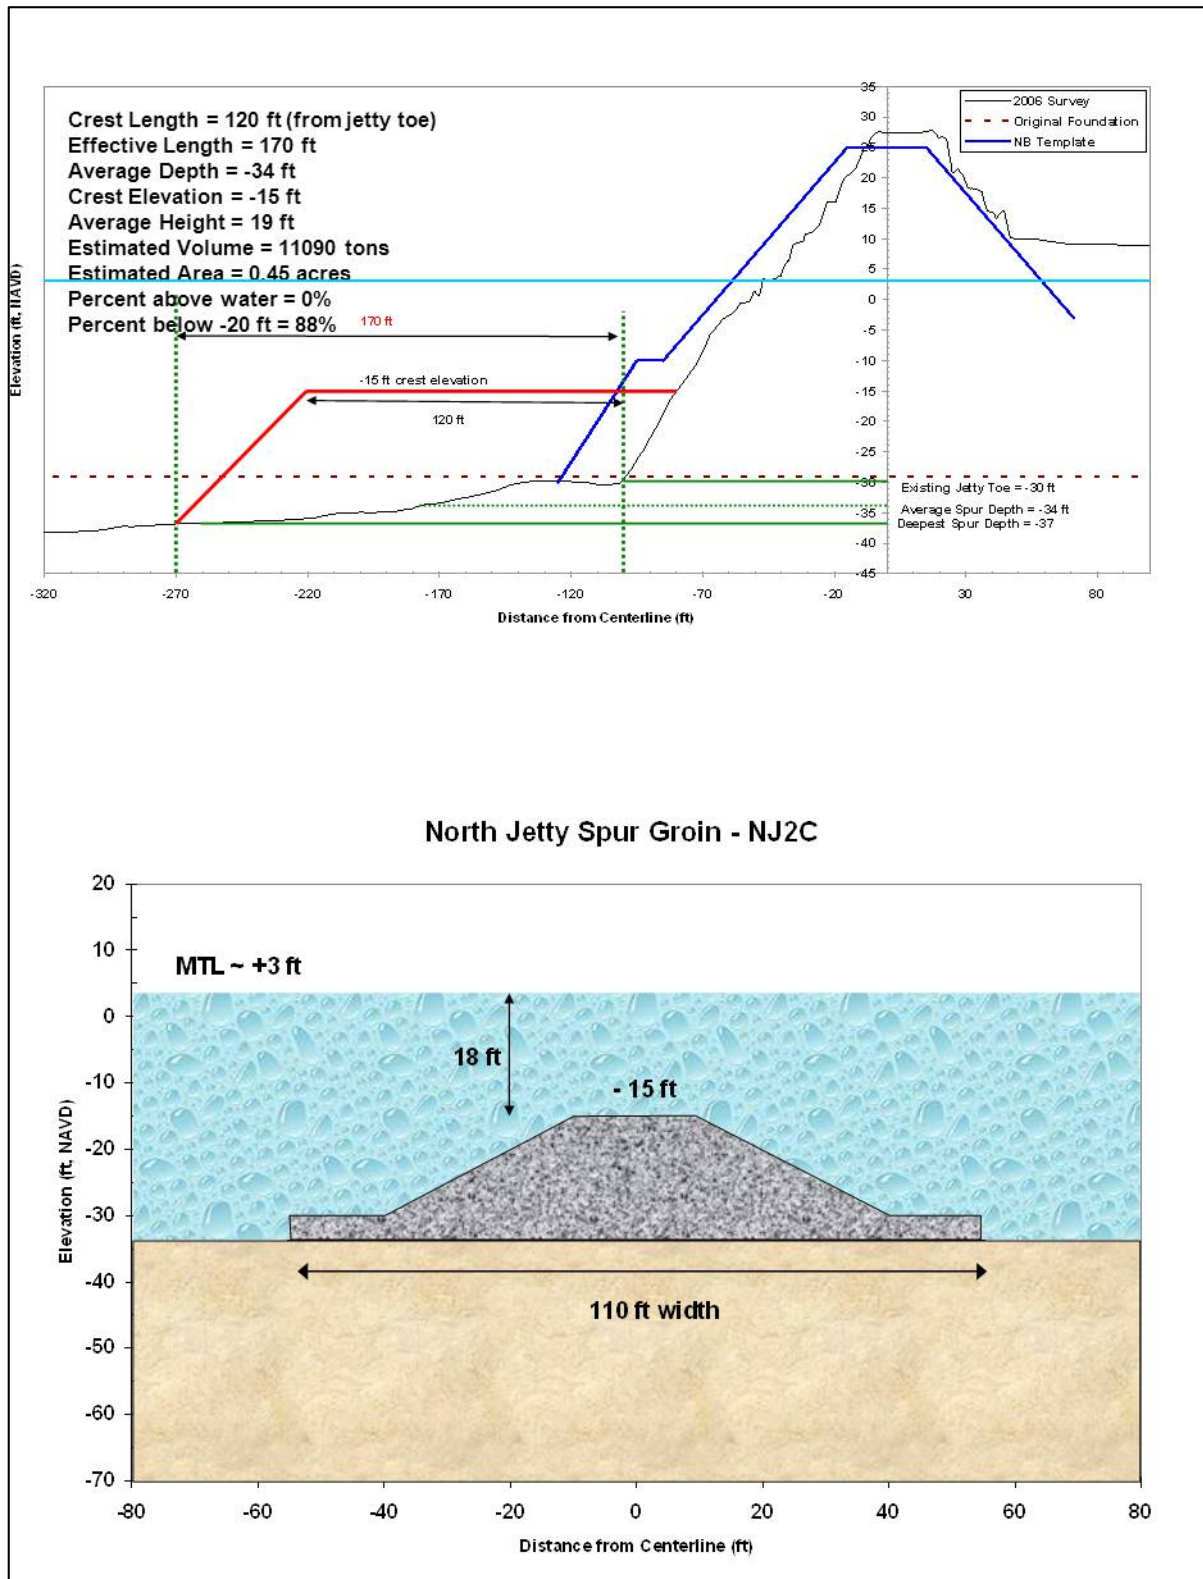 Crest Length = 120 ft (from jetty toe)
Effective Length = 170 ft
Average Depth = -34 ft
Crest Elevation = -15 ft
Average Height = 19 ft
Estimated Volume = 11090 tons
Estimated Area = 0.45 acres
Percent above water = 0%
Percent below -20 ft = 88%
2006 Survey
Original Foundation
NB Template
35
30
25
20
15
10
5
0
-5
-10
-15
-20
-25
-30
-35
-40
-45
Elevation (ft, NAVD)
170 ft
-15 ft crest elevation
120 ft
Existing Jetty Toe = -30 ft
Average Spur Depth = -34 ft
Deepest Spur Depth = -37
-320 -270 -220 -170 -120 -70 -20 30 80
Distance from Centerline (ft)
North Jetty Spur Groin - NJ2C
20
10
0
-10
-20
-30
-40
-50
-60
-70
Elevation (ft, NAVD)
MTL ~ +3 ft
18 ft
- 15 ft
110 ft width
-80 -60 -40 -20 0 20 40 60 80
Distance from Centerline (ft)